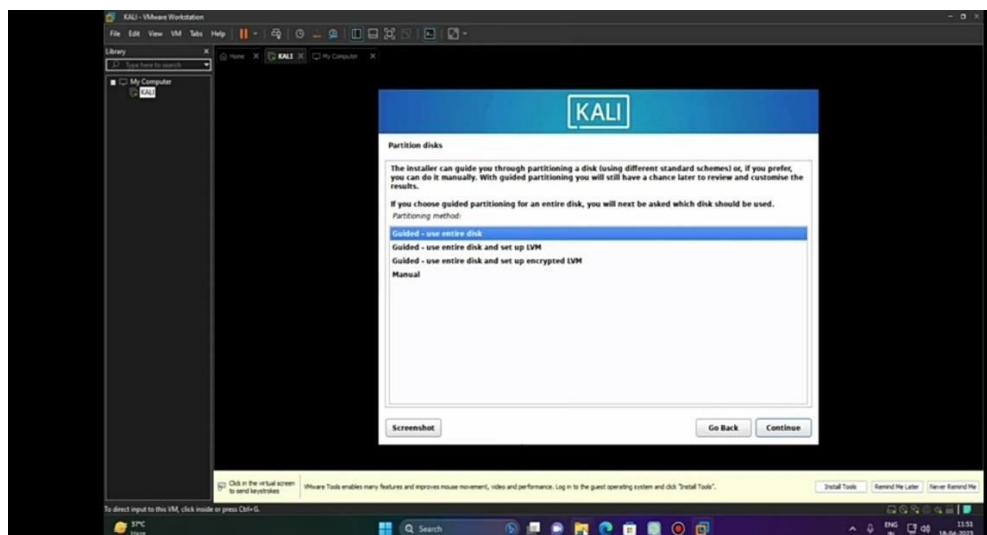 KALI - VMware Workstation
File Edit View VM Tabs Help
Library
Type here to search
My Computer
KALI
Home
KALI
My Computer
KALI
Partition disks
The installer can guide you through partitioning a disk (using different standard schemes) or, if you prefer,
you can do it manually. With guided partitioning you will still have a chance later to review and customise the
results.
If you choose guided partitioning for an entire disk, you will next be asked which disk should be used.
Partitioning method:
Guided - use entire disk
Guided - use entire disk and set up LVM
Guided - use entire disk and set up encrypted LVM
Manual
Screenshot
Go Back
Continue
Click in the virtual screen
to send keystrokes
VMware Tools enables many features and improves mouse movement, video and performance. Log in to the guest operating system and click "Install Tools".
Install Tools
Remind Me Later
Never Remind Me
To direct input to this VM, click inside or press Ctrl+G.
37°C
Haze
Search
ENG
IN
11:51
18-04-2023